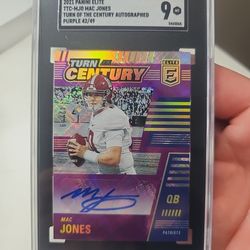 2021 PANINI ELITE
TTC-MJO MAC JONES
TURN OF THE CENTURY AUTOGRAPHED
PURPLE 42/49
9
TURN OF THE
CENTURY
ELITE
MAC
JONES
QB
PATRIOTS